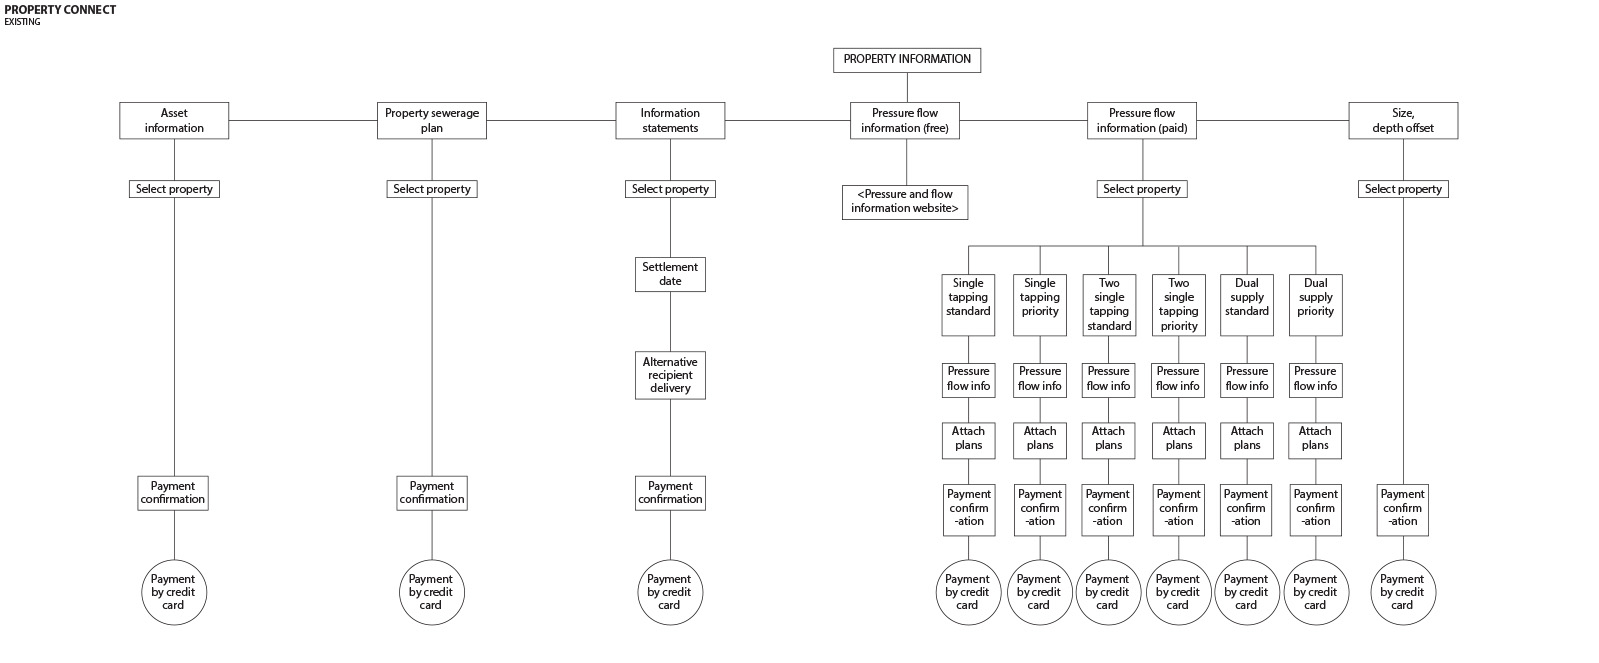 PROPERTY CONNECT
EXISTING
PROPERTY INFORMATION
Asset
information
Property sewerage
plan
Information
statements
Pressure flow
information (free)
Pressure flow
information (paid)
Size,
depth offset
Select property
Select property
Select property
<Pressure and flow
information website>
Select property
Select property
Settlement
date
Alternative
recipient
delivery
Single
tapping
standard
Single
tapping
priority
Two
single
tapping
standard
Two
single
tapping
priority
Dual
supply
standard
Dual
supply
priority
Pressure
flow info
Pressure
flow info
Pressure
flow info
Pressure
flow info
Pressure
flow info
Pressure
flow info
Attach
plans
Attach
plans
Attach
plans
Attach
plans
Attach
plans
Attach
plans
Payment
confirmation
Payment
confirmation
Payment
confirmation
Payment
confirm
-ation
Payment
confirm
-ation
Payment
confirm
-ation
Payment
confirm
-ation
Payment
confirm
-ation
Payment
confirm
-ation
Payment
confirm
-ation
Payment
by credit
card
Payment
by credit
card
Payment
by credit
card
Payment
by credit
card
Payment
by credit
card
Payment
by credit
card
Payment
by credit
card
Payment
by credit
card
Payment
by credit
card
Payment
by credit
card